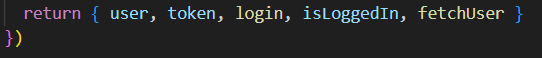 return { user, token, login, isLoggedIn, fetchUser }
})